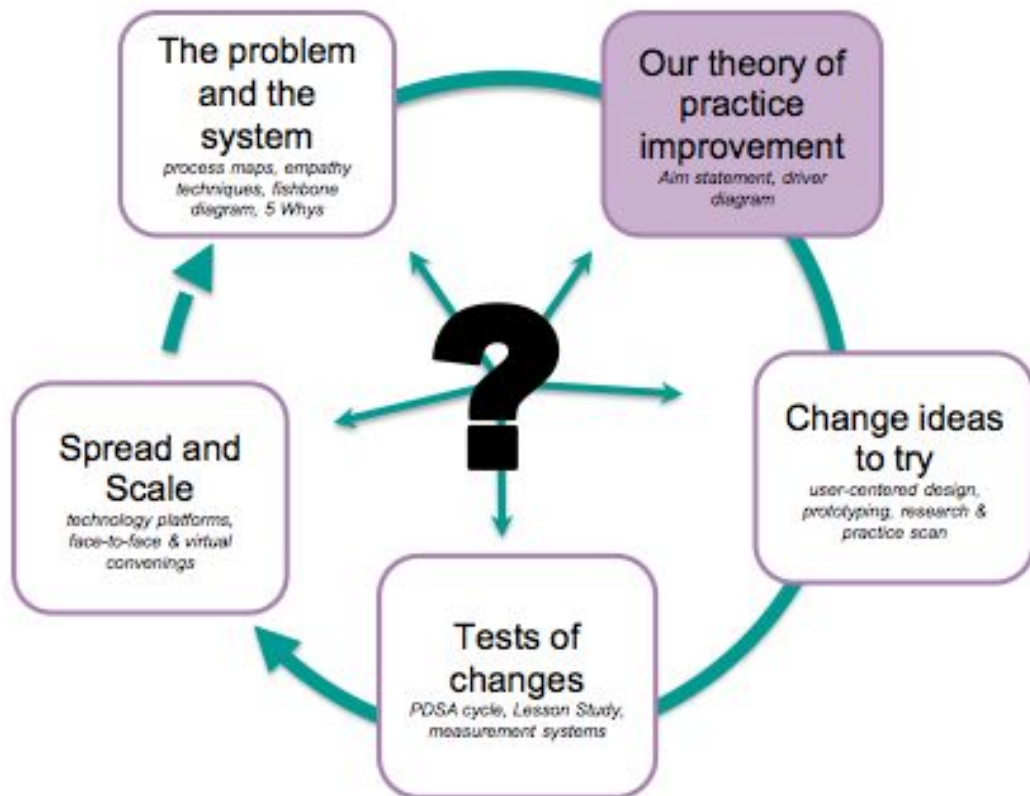 The problem
and the
system
process maps, empathy
techniques, fishbone
diagram, 5 Whys
Our theory of
practice
improvement
Aim statement, driver
diagram
?
Change ideas
to try
user-centered design,
prototyping, research &
practice scan
Tests of
changes
PDSA cycle, Lesson Study,
measurement systems
Spread and
Scale
technology platforms,
face-to-face & virtual
convenings